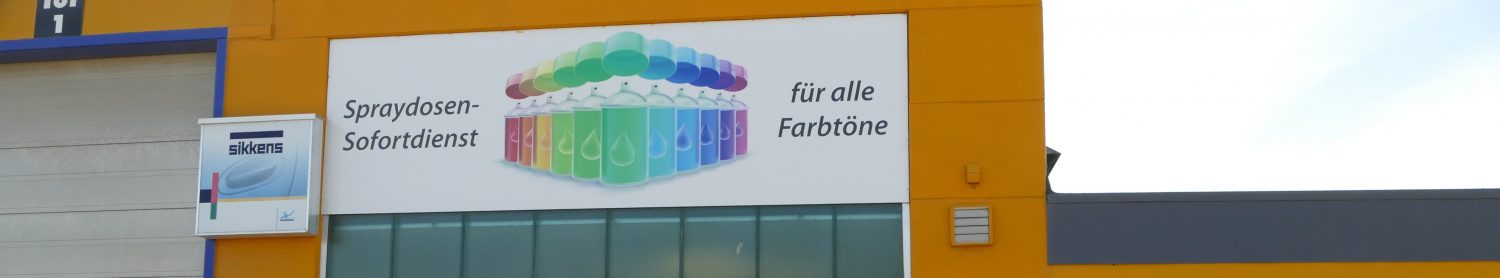 1
sikkens
Spraydosen-
Sofortdienst
für alle
Farbtöne